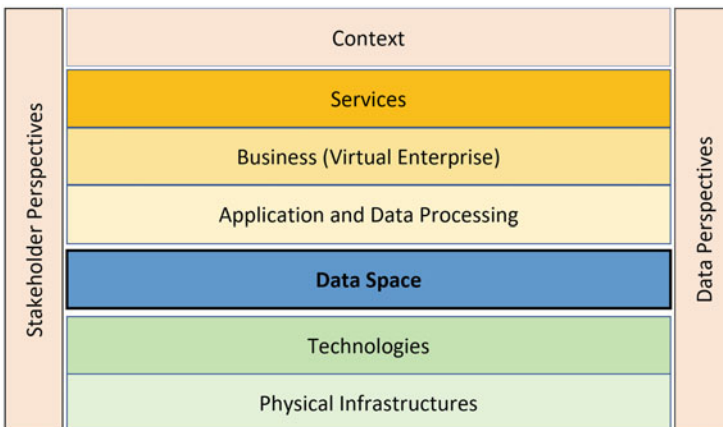 Stakeholder Perspectives
Context
Services
Business (Virtual Enterprise)
Application and Data Processing
Data Space
Technologies
Physical Infrastructures
Data Perspectives